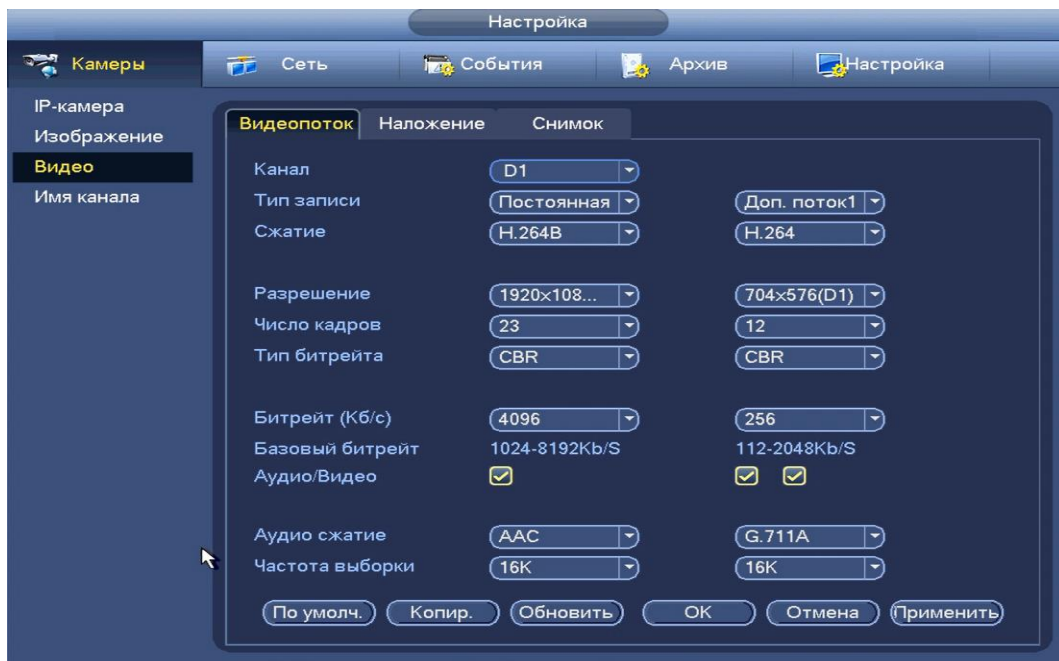 Настройка
Камеры Сеть События Архив Настройка
IP-камера
Изображение
Видео
Имя канала
Видеопоток Наложение Снимок
Канал D1
Тип записи Постоянная Доп. поток1
Сжатие H.264B H.264
Разрешение 1920x108... 704x576(D1)
Число кадров 23 12
Тип битрейта CBR CBR
Битрейт (Кб/с) 4096 256
Базовый битрейт 1024-8192Kb/S 112-2048Kb/S
Аудио/Видео
Аудио сжатие AAC G.711A
Частота выборки 16K 16K
По умолч. Копир. Обновить OK Отмена Применить